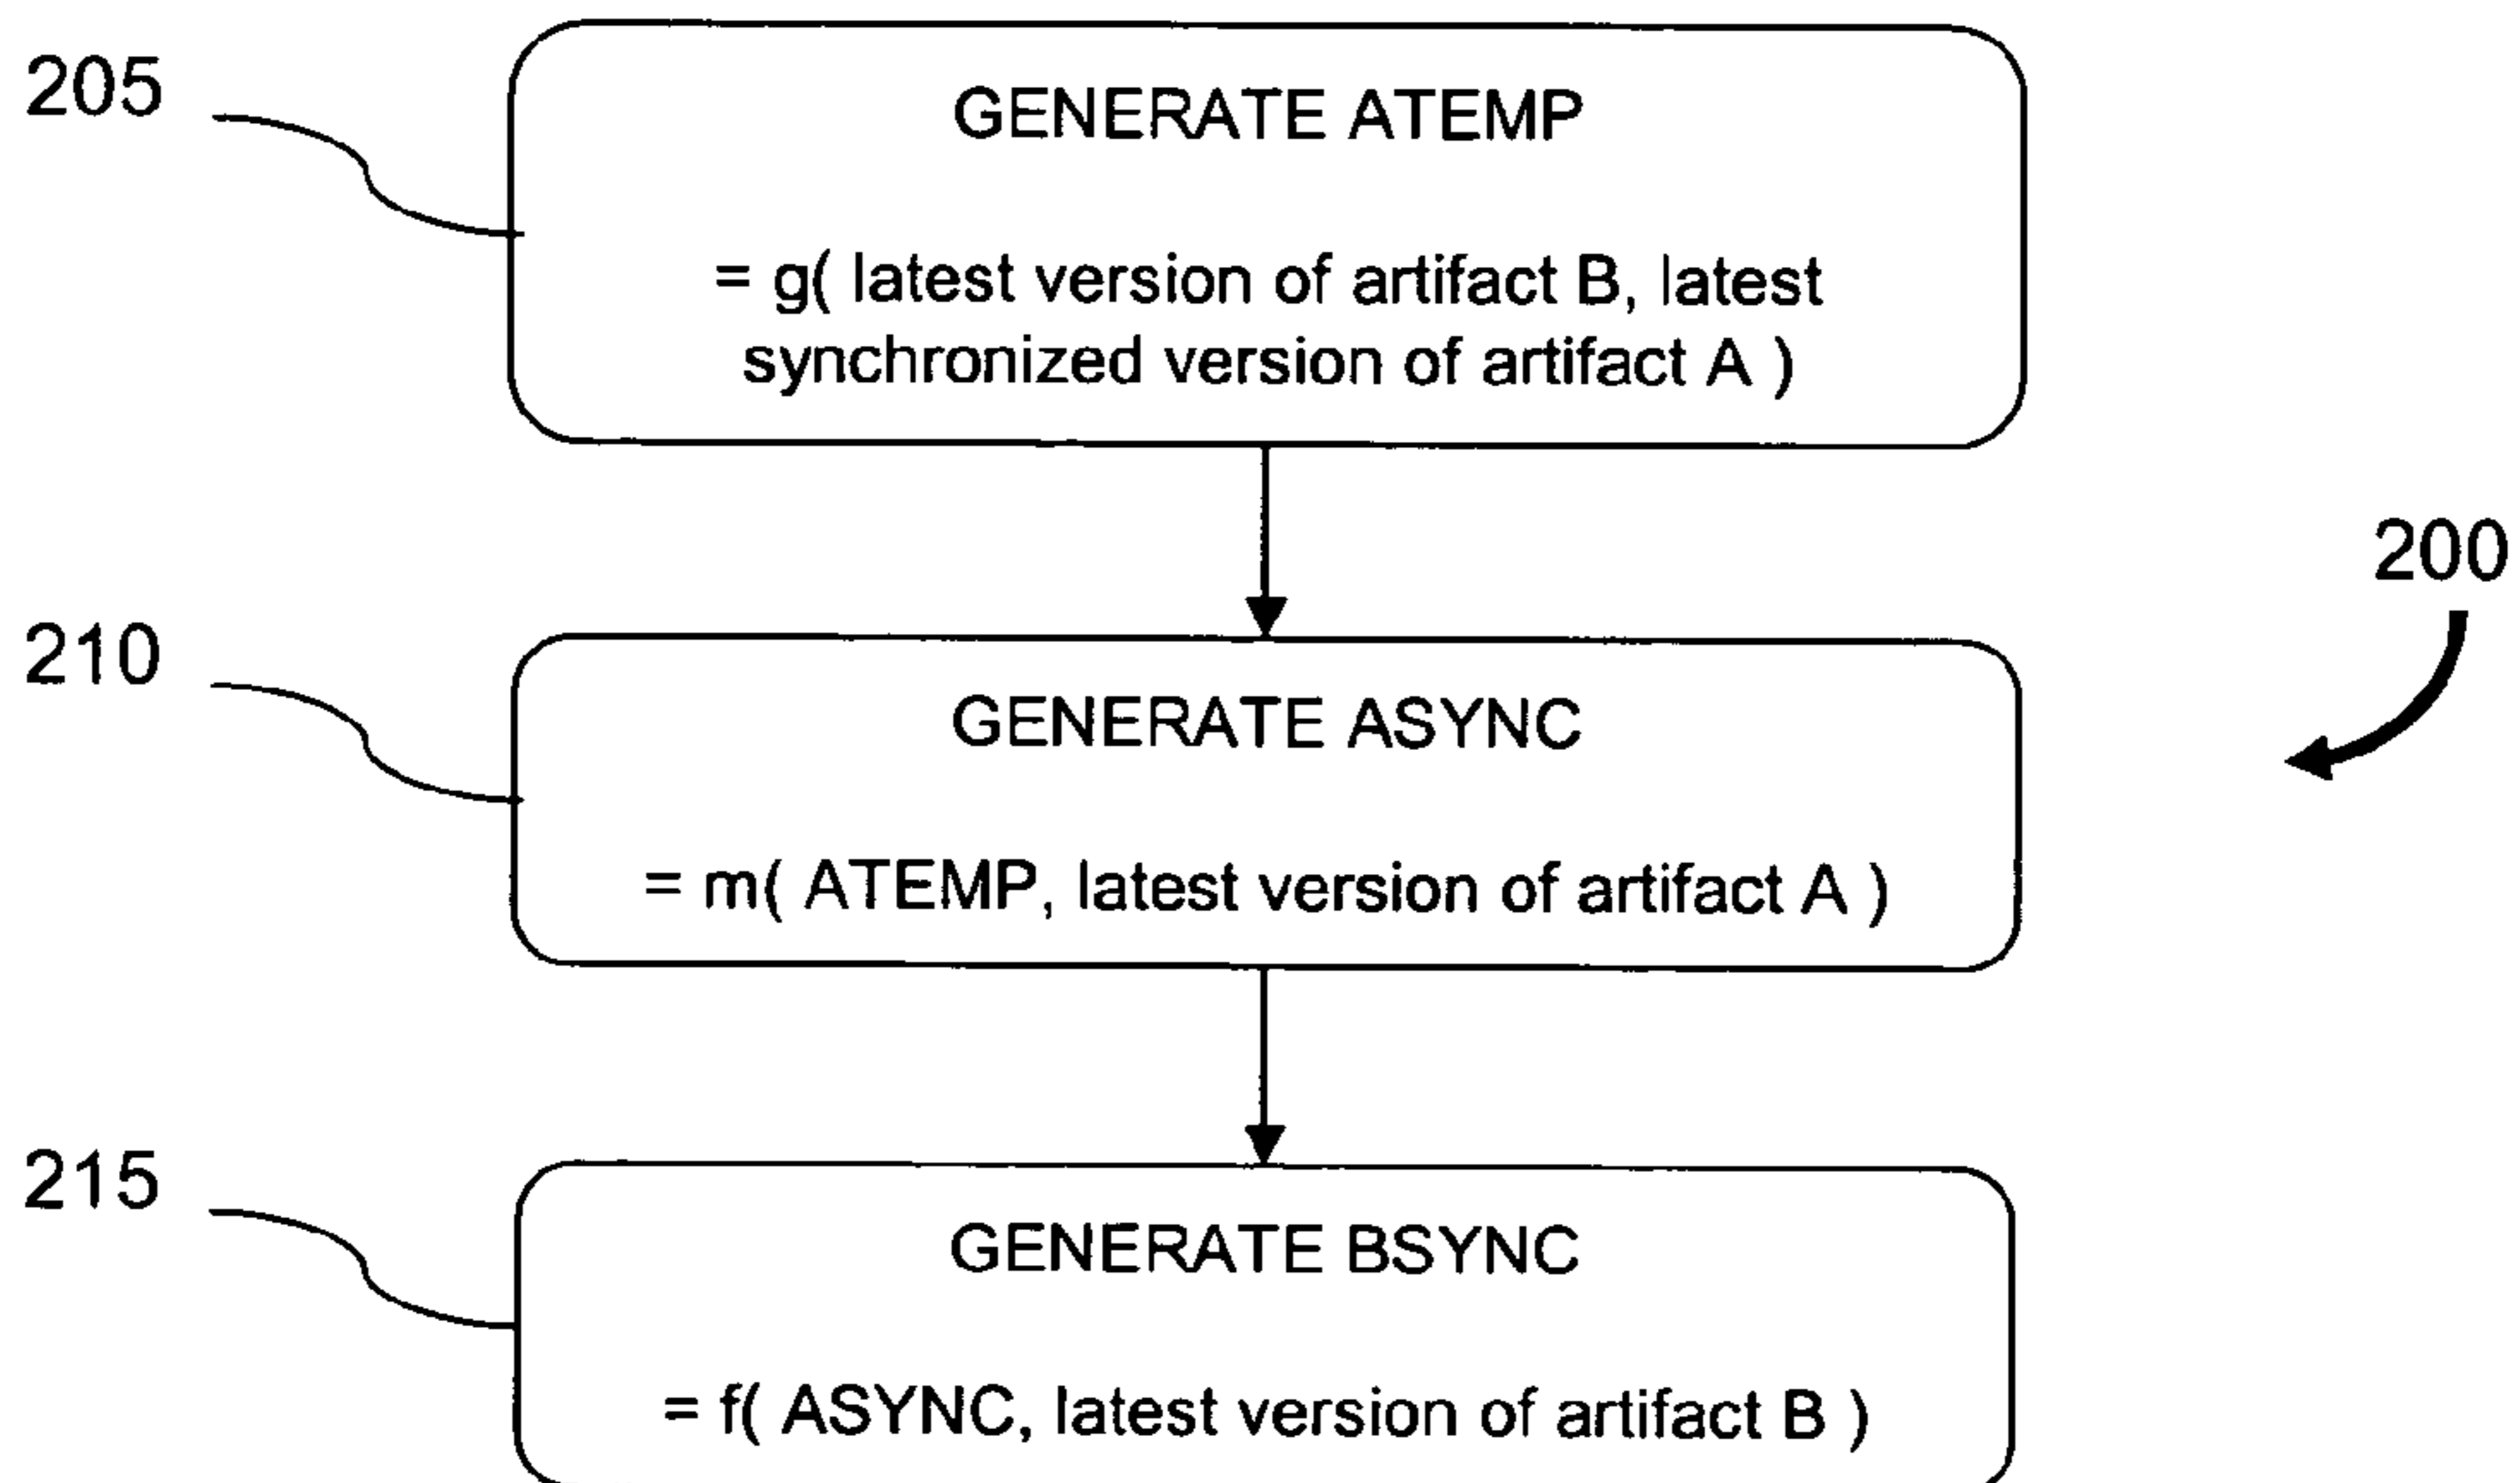 205
GENERATE ATEMP
= g( latest version of artifact B, latest
synchronized version of artifact A )
200
210
GENERATE ASYNC
= m( ATEMP, latest version of artifact A )
215
GENERATE BSYNC
= f( ASYNC, latest version of artifact B )